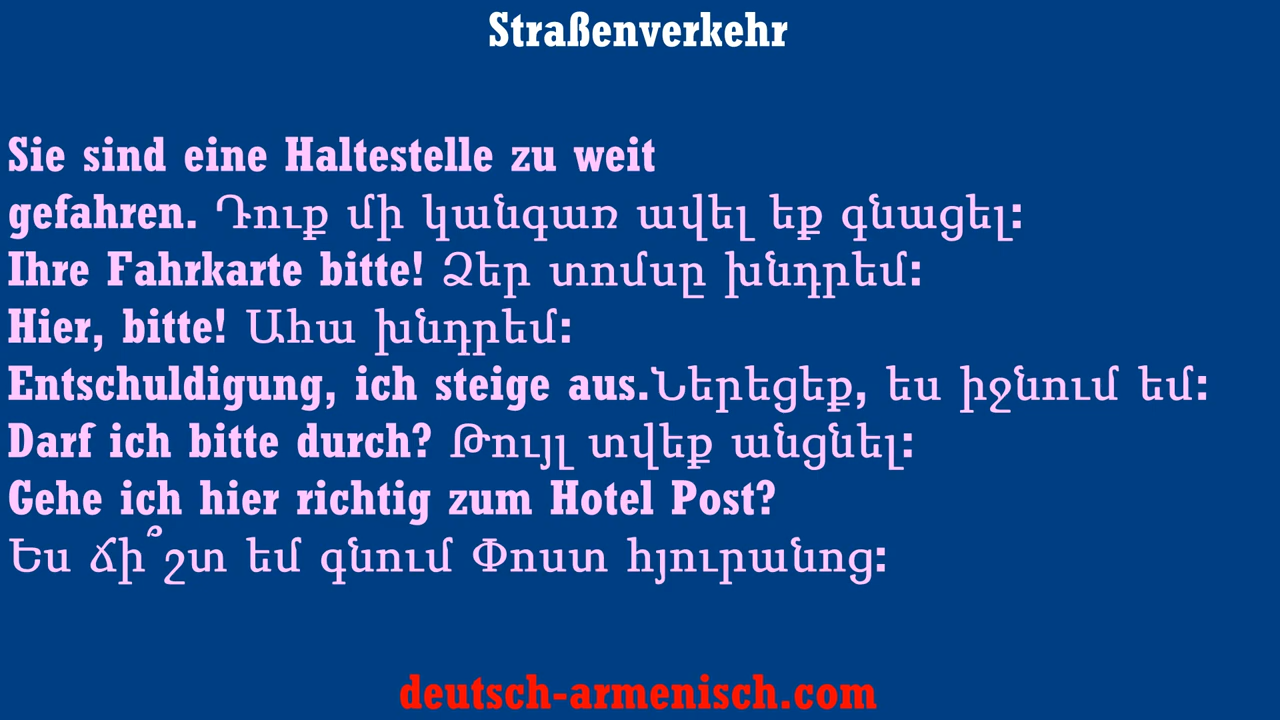 Straßenverkehr
Sie sind eine Haltestelle zu weit
gefahren. Դուք մի կանգառ ավել եք գնացել:
Ihre Fahrkarte bitte! Ձեր տոմսը խնդրեմ:
Hier, bitte! Ահա խնդրեմ:
Entschuldigung, ich steige aus.Ներեցեք, ես իջնում եմ:
Darf ich bitte durch? Թույլ տվեք անցնել:
Gehe ich hier richtig zum Hotel Post?
Ես ճի՞շտ եմ գնում Փոստ հյուրանոց:
deutsch-armenisch.com